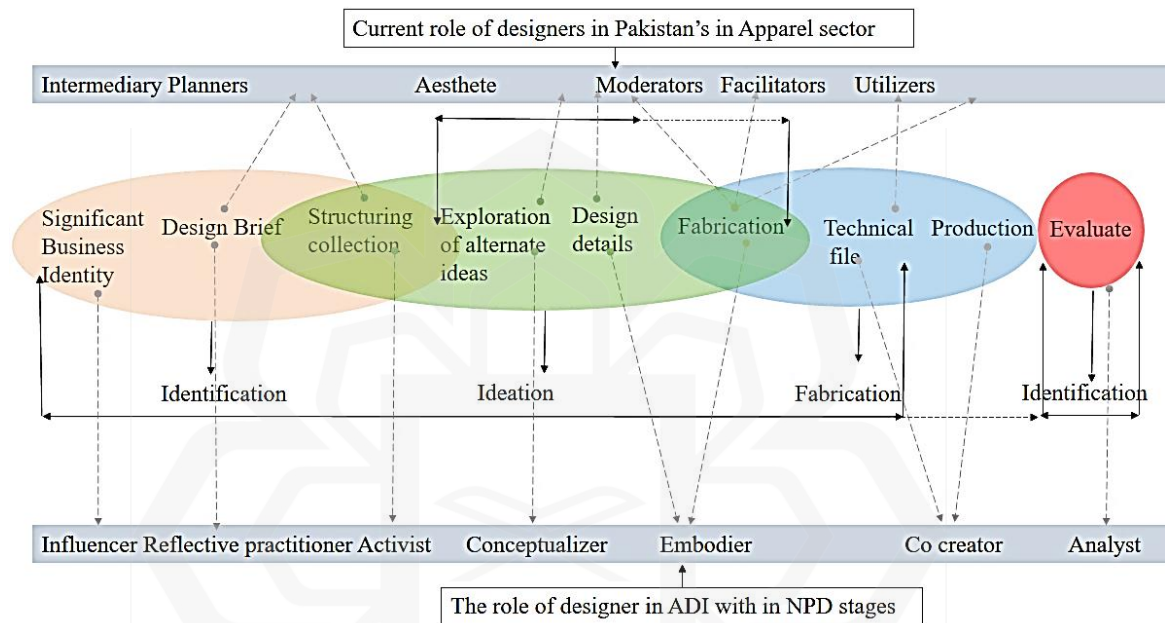 Current role of designers in Pakistan's in Apparel sector
Intermediary Planners Aesthete Moderators Facilitators Utilizers
Significant
Business
Identity
Design Brief
Structuring
collection
Exploration
of alternate
ideas
Design
details
Fabrication
Technical
file
Production
Evaluate
Identification Ideation Fabrication Identification
Influencer Reflective practitioner Activist Conceptualizer Embodier Co creator Analyst
The role of designer in ADI with in NPD stages